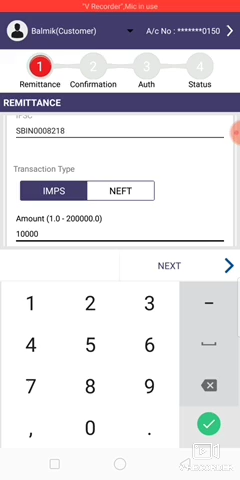 "V Recorder",Mic in use
Balmik(Customer) A/c No : *******0150
1 2 3 4
Remittance Confirmation Auth Status
REMITTANCE
IFSC
SBIN0008218
Transaction Type
IMPS NEFT
Amount (1.0 - 200000.0)
10000
NEXT
1 2 3 -
4 5 6
7 8 9
, 0 .
RECORDER